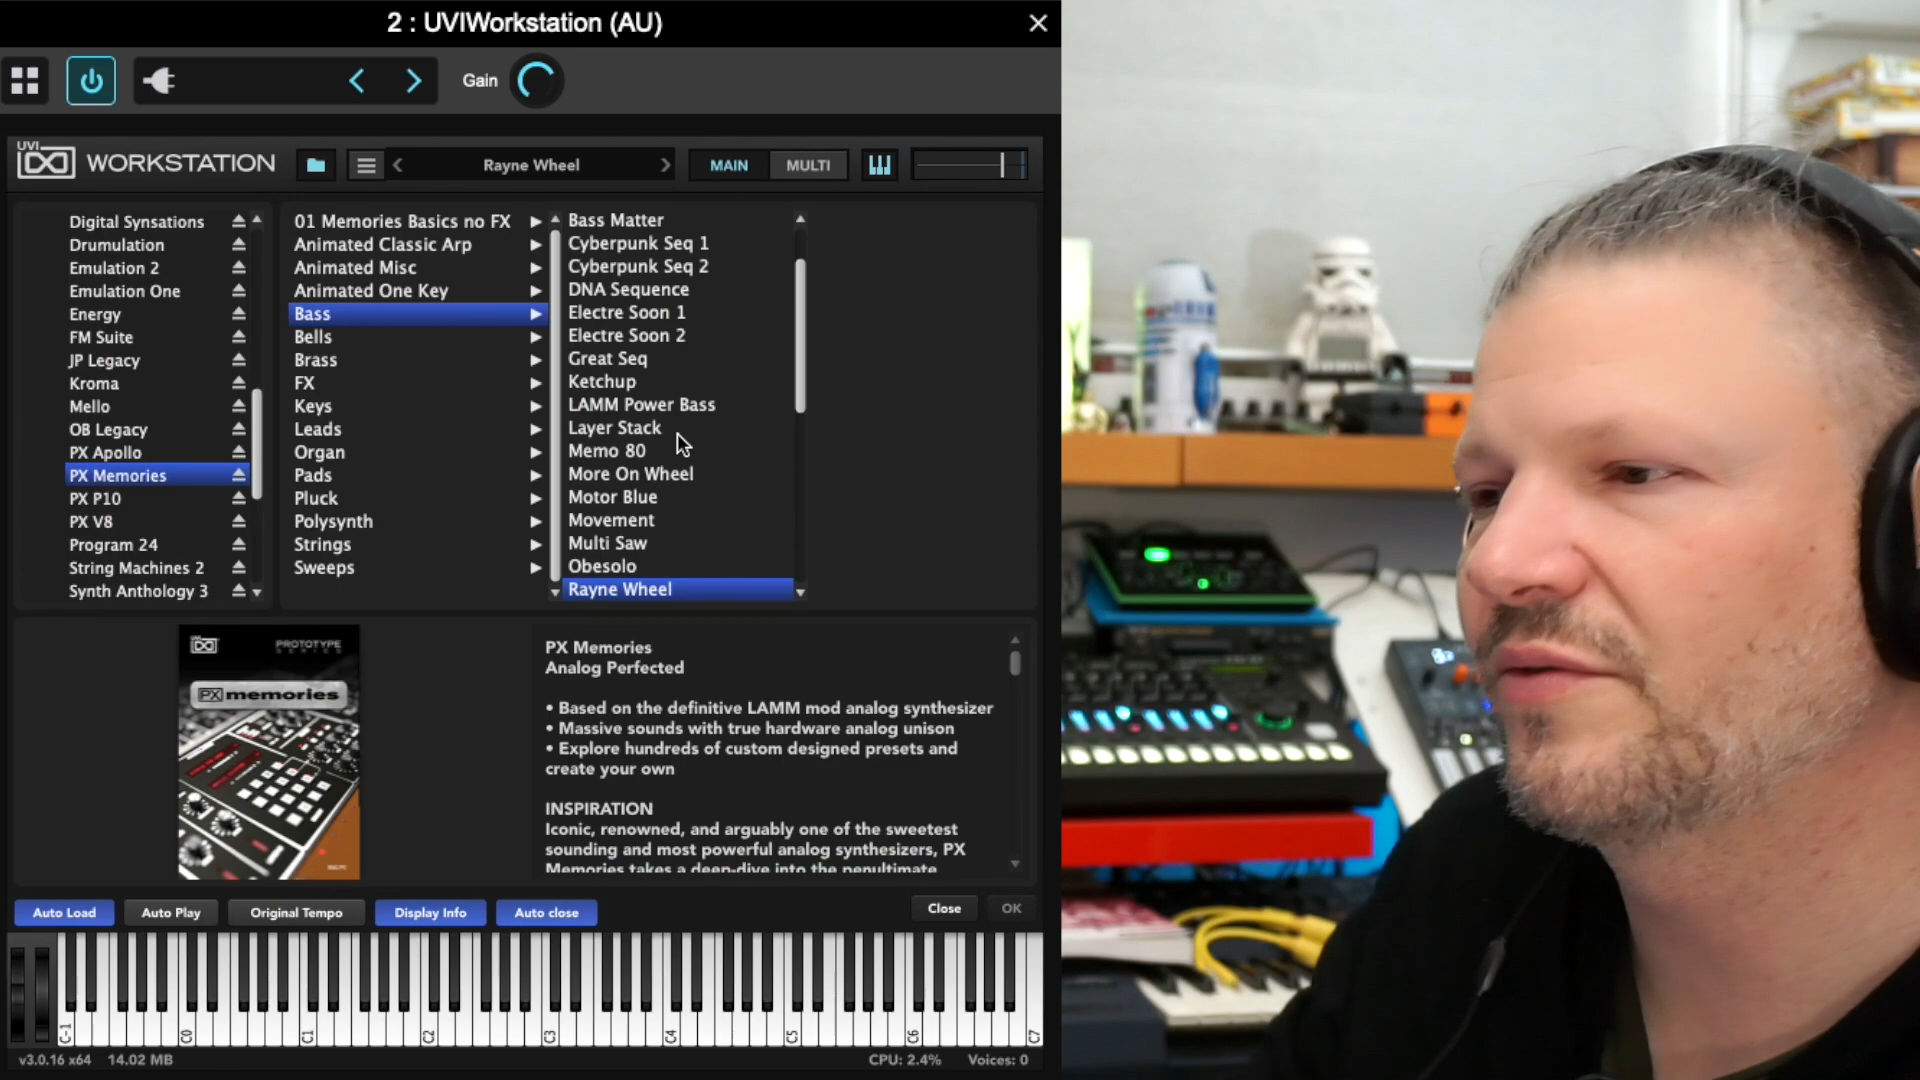 2 : UVIWorkstation (AU)
Gain
UVI
WORKSTATION
Rayne Wheel
MAIN
MULTI
Digital Synsations
Drumulation
Emulation 2
Emulation One
Energy
FM Suite
JP Legacy
Kroma
Mello
OB Legacy
PX Apollo
PX Memories
PX P10
PX V8
Program 24
String Machines 2
Synth Anthology 3
01 Memories Basics no FX
Animated Classic Arp
Animated Misc
Animated One Key
Bass
Bells
Brass
FX
Keys
Leads
Organ
Pads
Pluck
Polysynth
Strings
Sweeps
Bass Matter
Cyberpunk Seq 1
Cyberpunk Seq 2
DNA Sequence
Electre Soon 1
Electre Soon 2
Great Seq
Ketchup
LAMM Power Bass
Layer Stack
Memo 80
More On Wheel
Motor Blue
Movement
Multi Saw
Obesolo
Rayne Wheel
PROTOTYPE
SERIES
PX memories
PX Memories
Analog Perfected
• Based on the definitive LAMM mod analog synthesizer
• Massive sounds with true hardware analog unison
• Explore hundreds of custom designed presets and
create your own
INSPIRATION
Iconic, renowned, and arguably one of the sweetest
sounding and most powerful analog synthesizers, PX
Memories takes a deep-dive into the penultimate
Auto Load
Auto Play
Original Tempo
Display Info
Auto close
Close
OK
C-1
C0
C1
C2
C3
C4
C5
C6
C7
v3.0.16 x64
14.02 MB
CPU: 2.4%
Voices: 0